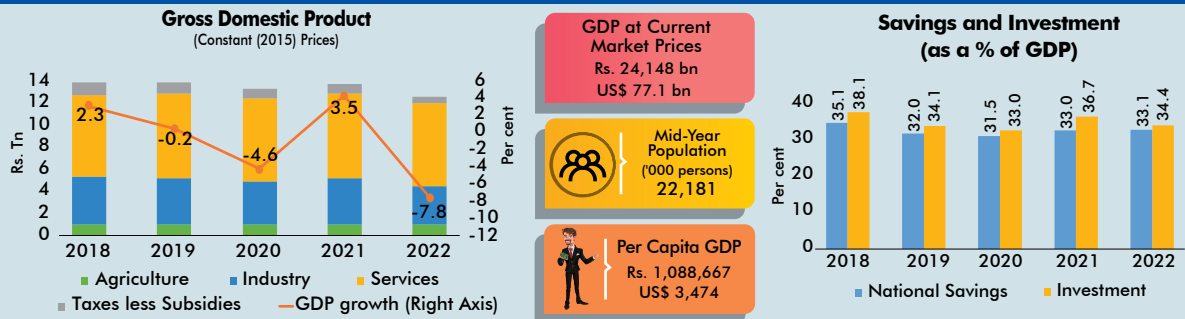 Gross Domestic Product
(Constant (2015) Prices)
14
12
10
8
6
4
2
0
Rs. Tn
6
4
2
0
-2
-4
-6
-8
-10
-12
Per cent
2.3
-0.2
-4.6
3.5
-7.8
2018 2019 2020 2021 2022
Agriculture Industry Services
Taxes less Subsidies GDP growth (Right Axis)
GDP at Current
Market Prices
Rs. 24,148 bn
US$ 77.1 bn
Mid-Year
Population
('000 persons)
22,181
Per Capita GDP
Rs. 1,088,667
US$ 3,474
Savings and Investment
(as a % of GDP)
40
30
20
10
0
Per cent
35.1 38.1 32.0 34.1 31.5 33.0 33.0 36.7 33.1 34.4
2018 2019 2020 2021 2022
National Savings Investment